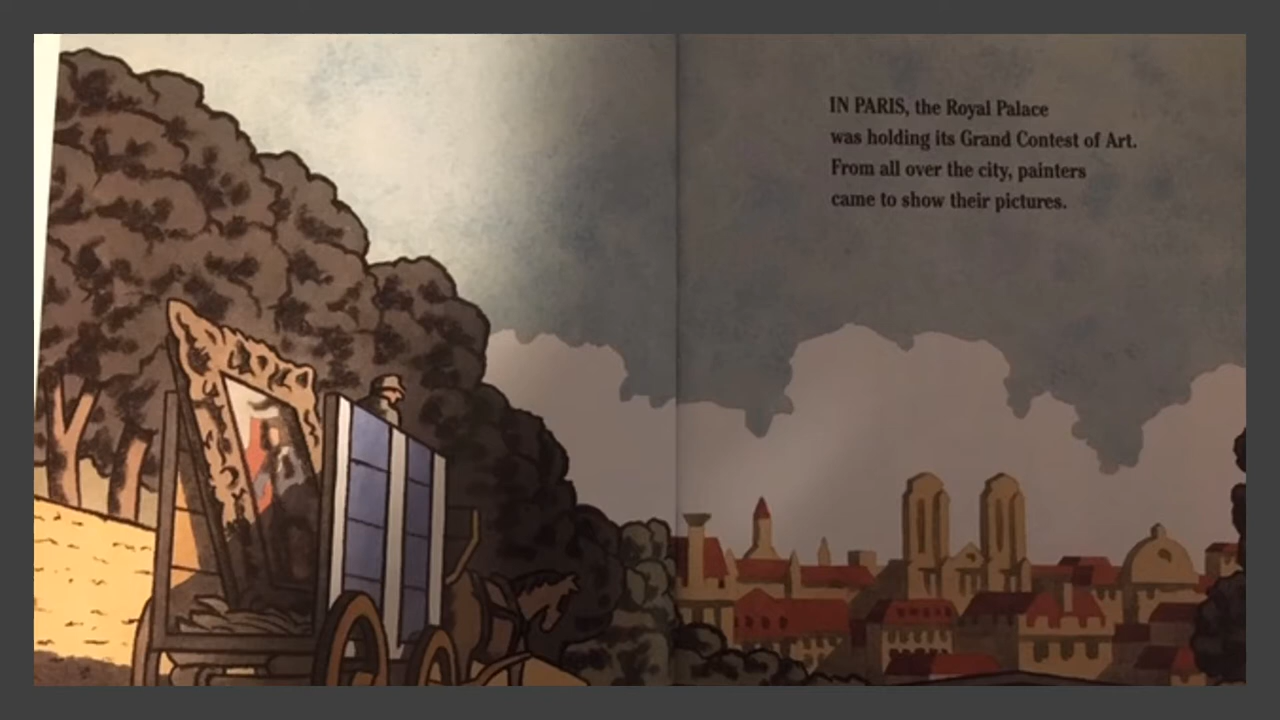 IN PARIS, the Royal Palace
was holding its Grand Contest of Art.
From all over the city, painters
came to show their pictures.